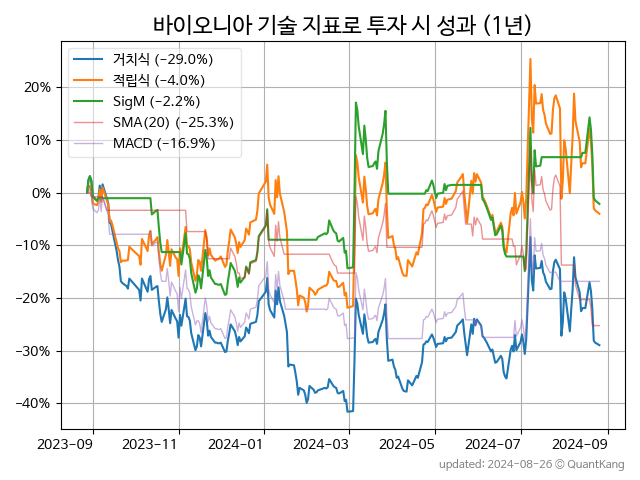 바이오니아 기술 지표로 투자 시 성과 (1년)
거치식 (−29.0%)
적립식 (−4.0%)
SigM (−2.2%)
SMA(20) (−25.3%)
MACD (−16.9%)
20%
10%
0%
−10%
−20%
−30%
−40%
2023-09 2023-11 2024-01 2024-03 2024-05 2024-07 2024-09
updated: 2024-08-26 © QuantKang